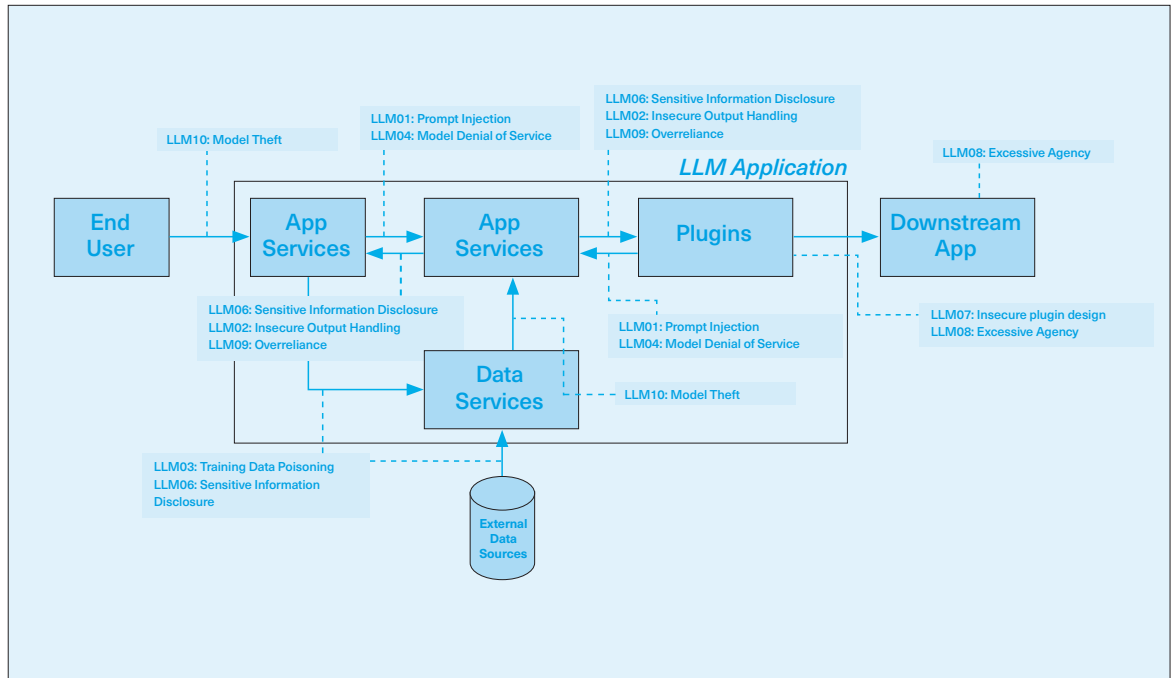 LLM06: Sensitive Information Disclosure
LLM02: Insecure Output Handling
LLM09: Overreliance
LLM01: Prompt Injection
LLM04: Model Denial of Service
LLM10: Model Theft
LLM08: Excessive Agency
LLM Application
End
User
App
Services
App
Services
Plugins
Downstream
App
LLM06: Sensitive Information Disclosure
LLM02: Insecure Output Handling
LLM09: Overreliance
LLM01: Prompt Injection
LLM04: Model Denial of Service
LLM07: Insecure plugin design
LLM08: Excessive Agency
Data
Services
LLM10: Model Theft
LLM03: Training Data Poisoning
LLM06: Sensitive Information
Disclosure
External
Data
Sources